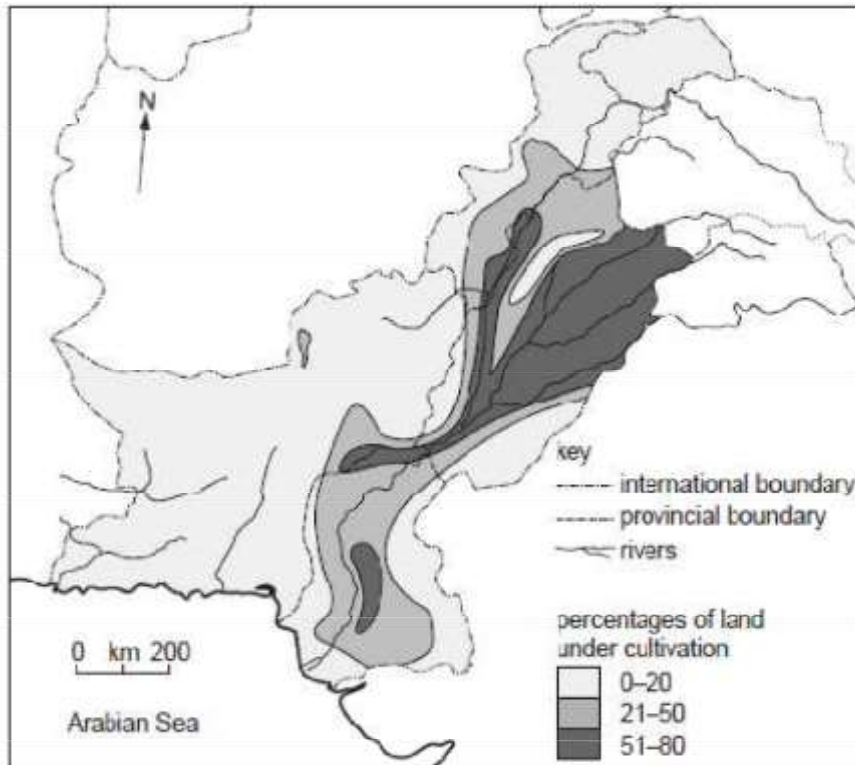 N
key
international boundary
provincial boundary
rivers
percentages of land
under cultivation
0–20
21–50
51–80
0 km 200
Arabian Sea